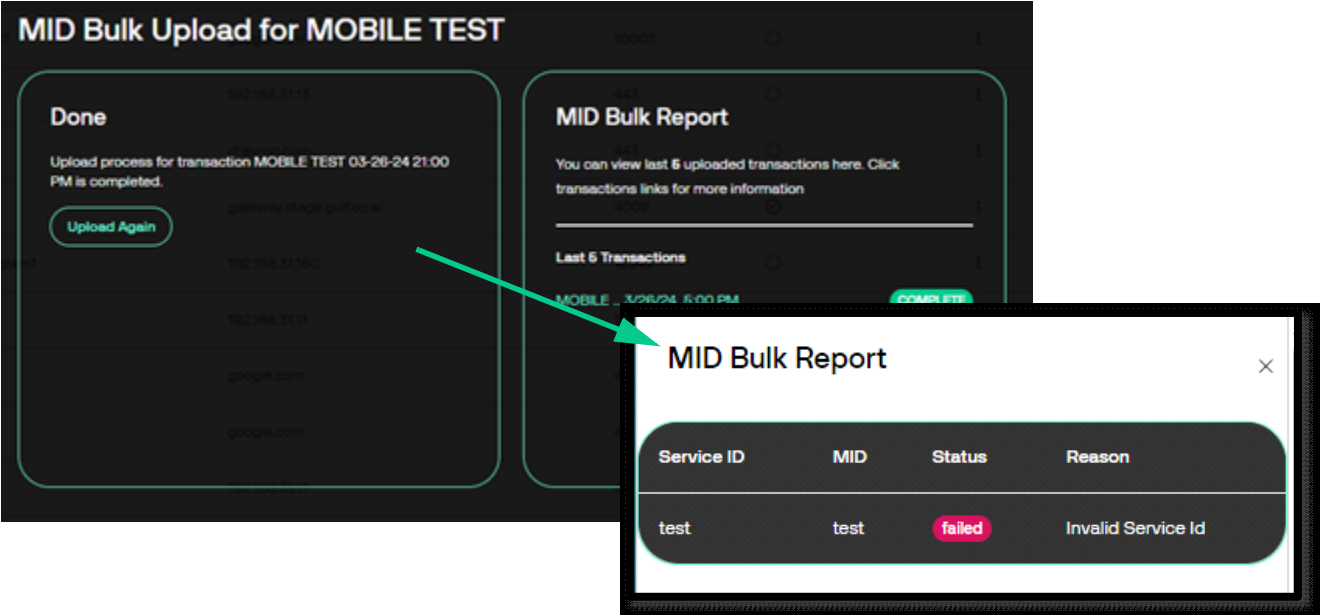 MID Bulk Upload for MOBILE TEST
10003
192.168.31.13
443
Done
Upload process for transaction MOBILE TEST 03-26-24 21:00
PM is completed.
Upload Again
gateway.stage.gulf.oc.ai
192.168.31.160
192.168.31.11
google.com
google.com
MID Bulk Report
443
You can view last 5 uploaded transactions here. Click
transactions links for more information
4009
Last 5 Transactions
MOBILE _ 3/26/24, 5:00 PM
COMPLETE
MID Bulk Report
Service ID MID Status Reason
test test failed Invalid Service Id